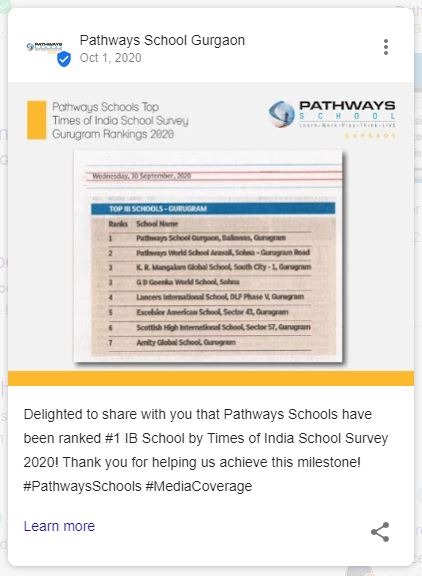 Pathways School Gurgaon
Oct 1, 2020
Pathways Schools Top
Times of India School Survey
Gurugram Rankings 2020
PATHWAYS
SCHOOL
Learn•Work•Play•Think•LIVE
GURGAON
Wednesday, 30 September, 2020
TOP IB SCHOOLS - GURUGRAM
Ranks School Name
1 Pathways School Gurgaon, Baliawas, Gurugram
2 Pathways World School Aravali, Sohna - Gurugram Road
3 K. R. Mangalam Global School, South City - 1, Gurugram
3 G D Goenka World School, Sohna
4 Lancers International School, DLF Phase V, Gurugram
5 Excelsior American School, Sector 43, Gurugram
6 Scottish High International School, Sector 57, Gurugram
7 Amity Global School, Gurugram
Delighted to share with you that Pathways Schools have
been ranked #1 IB School by Times of India School Survey
2020! Thank you for helping us achieve this milestone!
#PathwaysSchools #MediaCoverage
Learn more